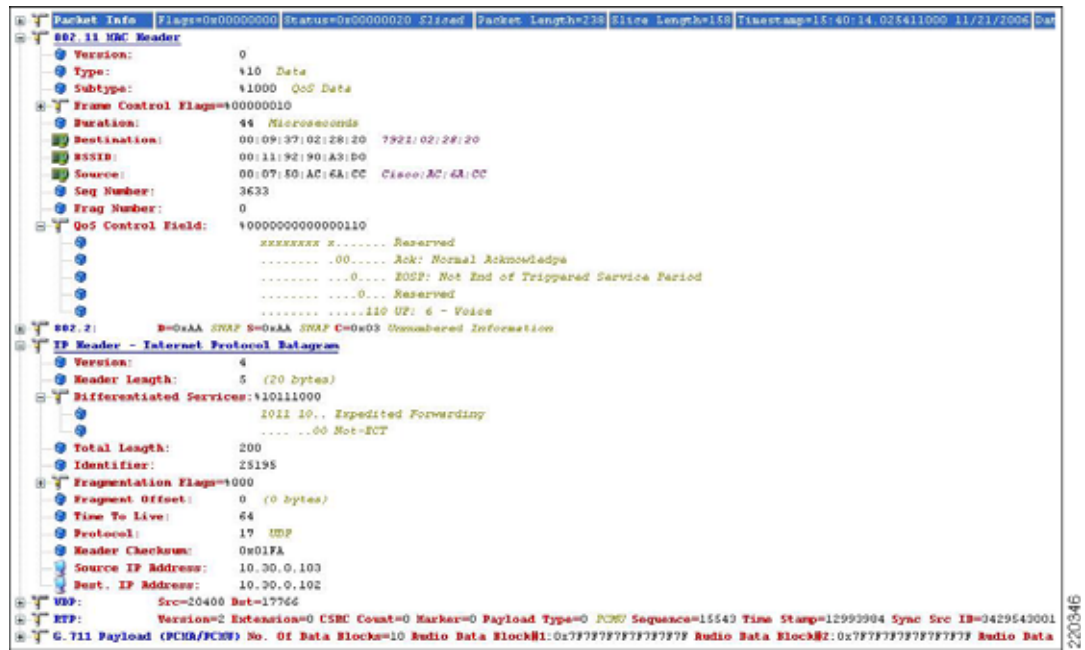 Packet Info Flags=0x00000000 Status=0x00000020 Sliced Packet Length=238 Slice Length=158 Timestamp=15:40:14.025411000 11/21/2006 Dat
802.11 MAC Header
Version: 0
Type: %10 Data
Subtype: %1000 QoS Data
Frame Control Flags=%00000010
Duration: 44 Microseconds
Destination: 00:09:37:02:28:20 7921:02:28:20
BSSID: 00:11:92:90:A3:D0
Source: 00:07:50:AC:6A:CC Cisco:AC:6A:CC
Seq Number: 3633
Frag Number: 0
QoS Control Field: %0000000000000110
xxxxxxxx x....... Reserved
........ .00..... Ack: Normal Acknowledge
........ ...0.... EOSP: Not End of Triggered Service Period
........ ....0... Reserved
........ .....110 UP: 6 - Voice
802.2: D=0xAA SNAP S=0xAA SNAP C=0x03 Unnumbered Information
IP Header - Internet Protocol Datagram
Version: 4
Header Length: 5 (20 bytes)
Differentiated Services:%10111000
1011 10.. Expedited Forwarding
.... ..00 Not-ECT
Total Length: 200
Identifier: 25195
Fragmentation Flags=%000
Fragment Offset: 0 (0 bytes)
Time To Live: 64
Protocol: 17 UDP
Header Checksum: 0x01FA
Source IP Address: 10.30.0.103
Dest. IP Address: 10.30.0.102
UDP: Src=20400 Dst=17766
RTP: Version=2 Extension=0 CSRC Count=0 Marker=0 Payload Type=0 PCMU Sequence=15543 Time Stamp=12993984 Sync Src ID=3429543001
G.711 Payload (PCMA/PCMU) No. Of Data Blocks=10 Audio Data Block#1:0x7F7F7F7F7F7F7F7F Audio Data Block#2:0x7F7F7F7F7F7F7F7F Audio Data
220346